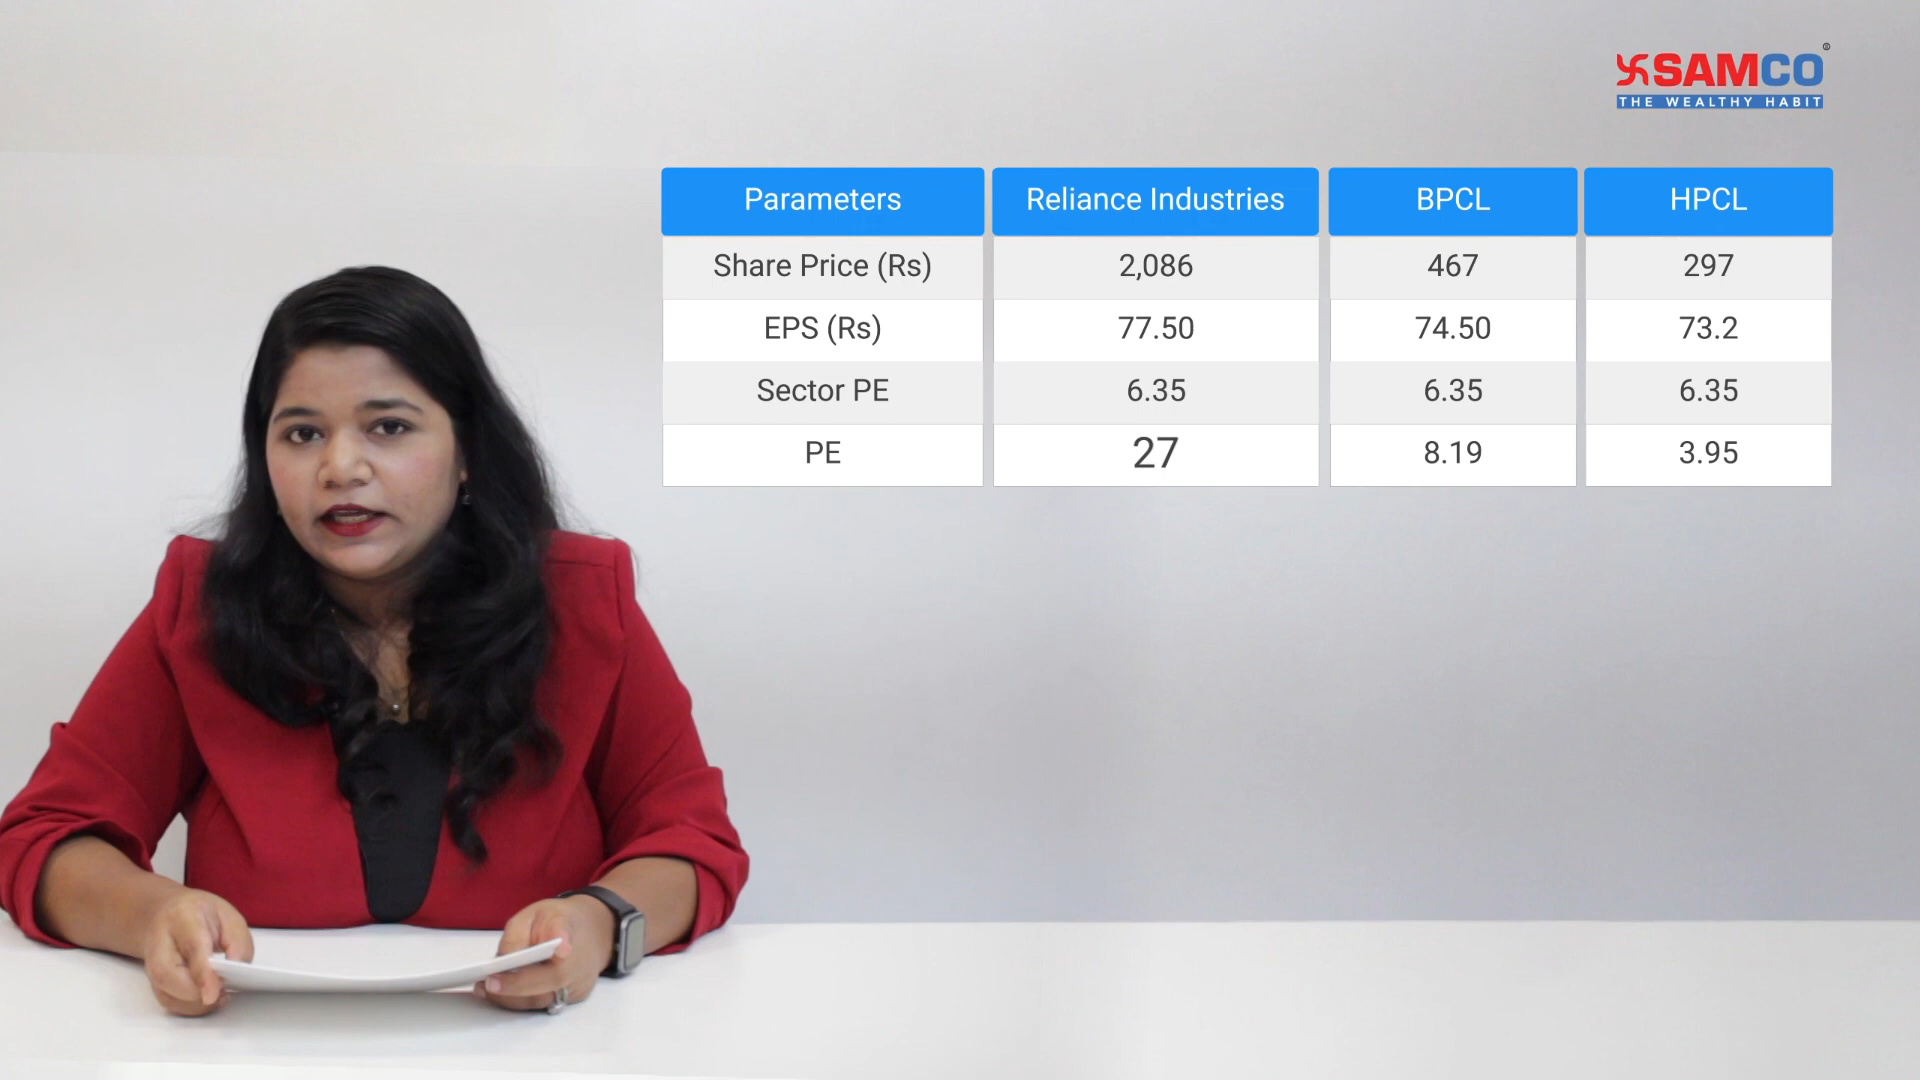 SAMCO
THE WEALTHY HABIT
Parameters Reliance Industries BPCL HPCL
Share Price (Rs) 2,086 467 297
EPS (Rs) 77.50 74.50 73.2
Sector PE 6.35 6.35 6.35
PE 27 8.19 3.95